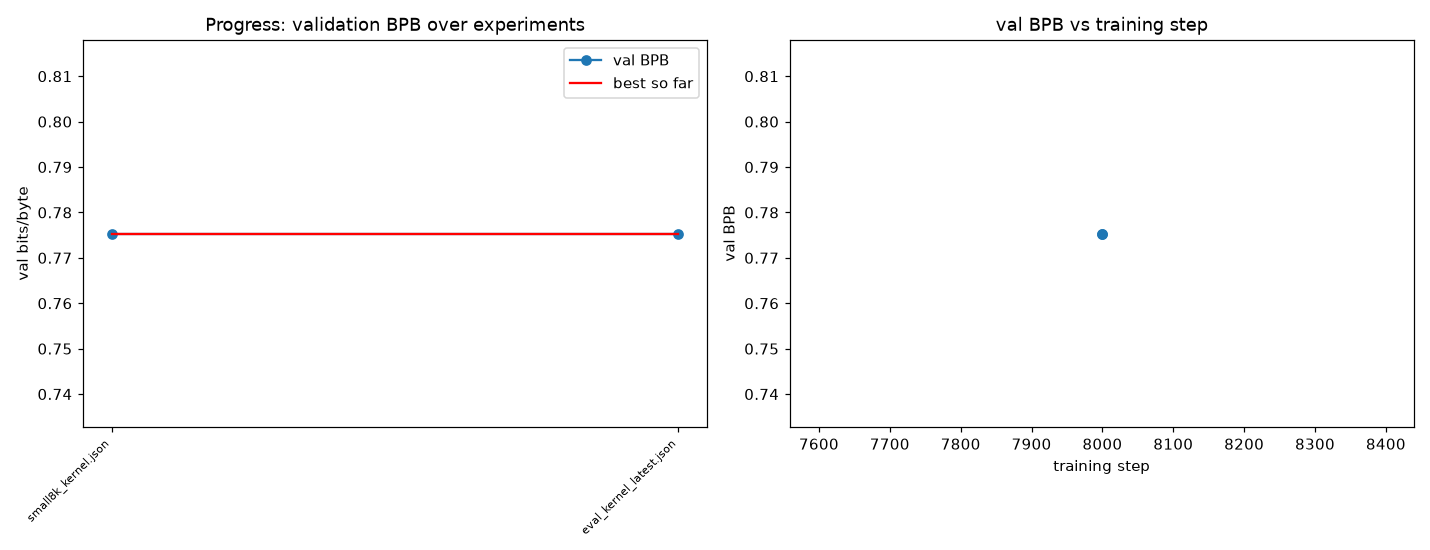 Progress: validation BPB over experiments
val bits/byte
0.81
0.80
0.79
0.78
0.77
0.76
0.75
0.74
val BPB
best so far
small8k_kernel.json
eval_kernel_latest.json
val BPB vs training step
val BPB
0.81
0.80
0.79
0.78
0.77
0.76
0.75
0.74
7600 7700 7800 7900 8000 8100 8200 8300 8400
training step